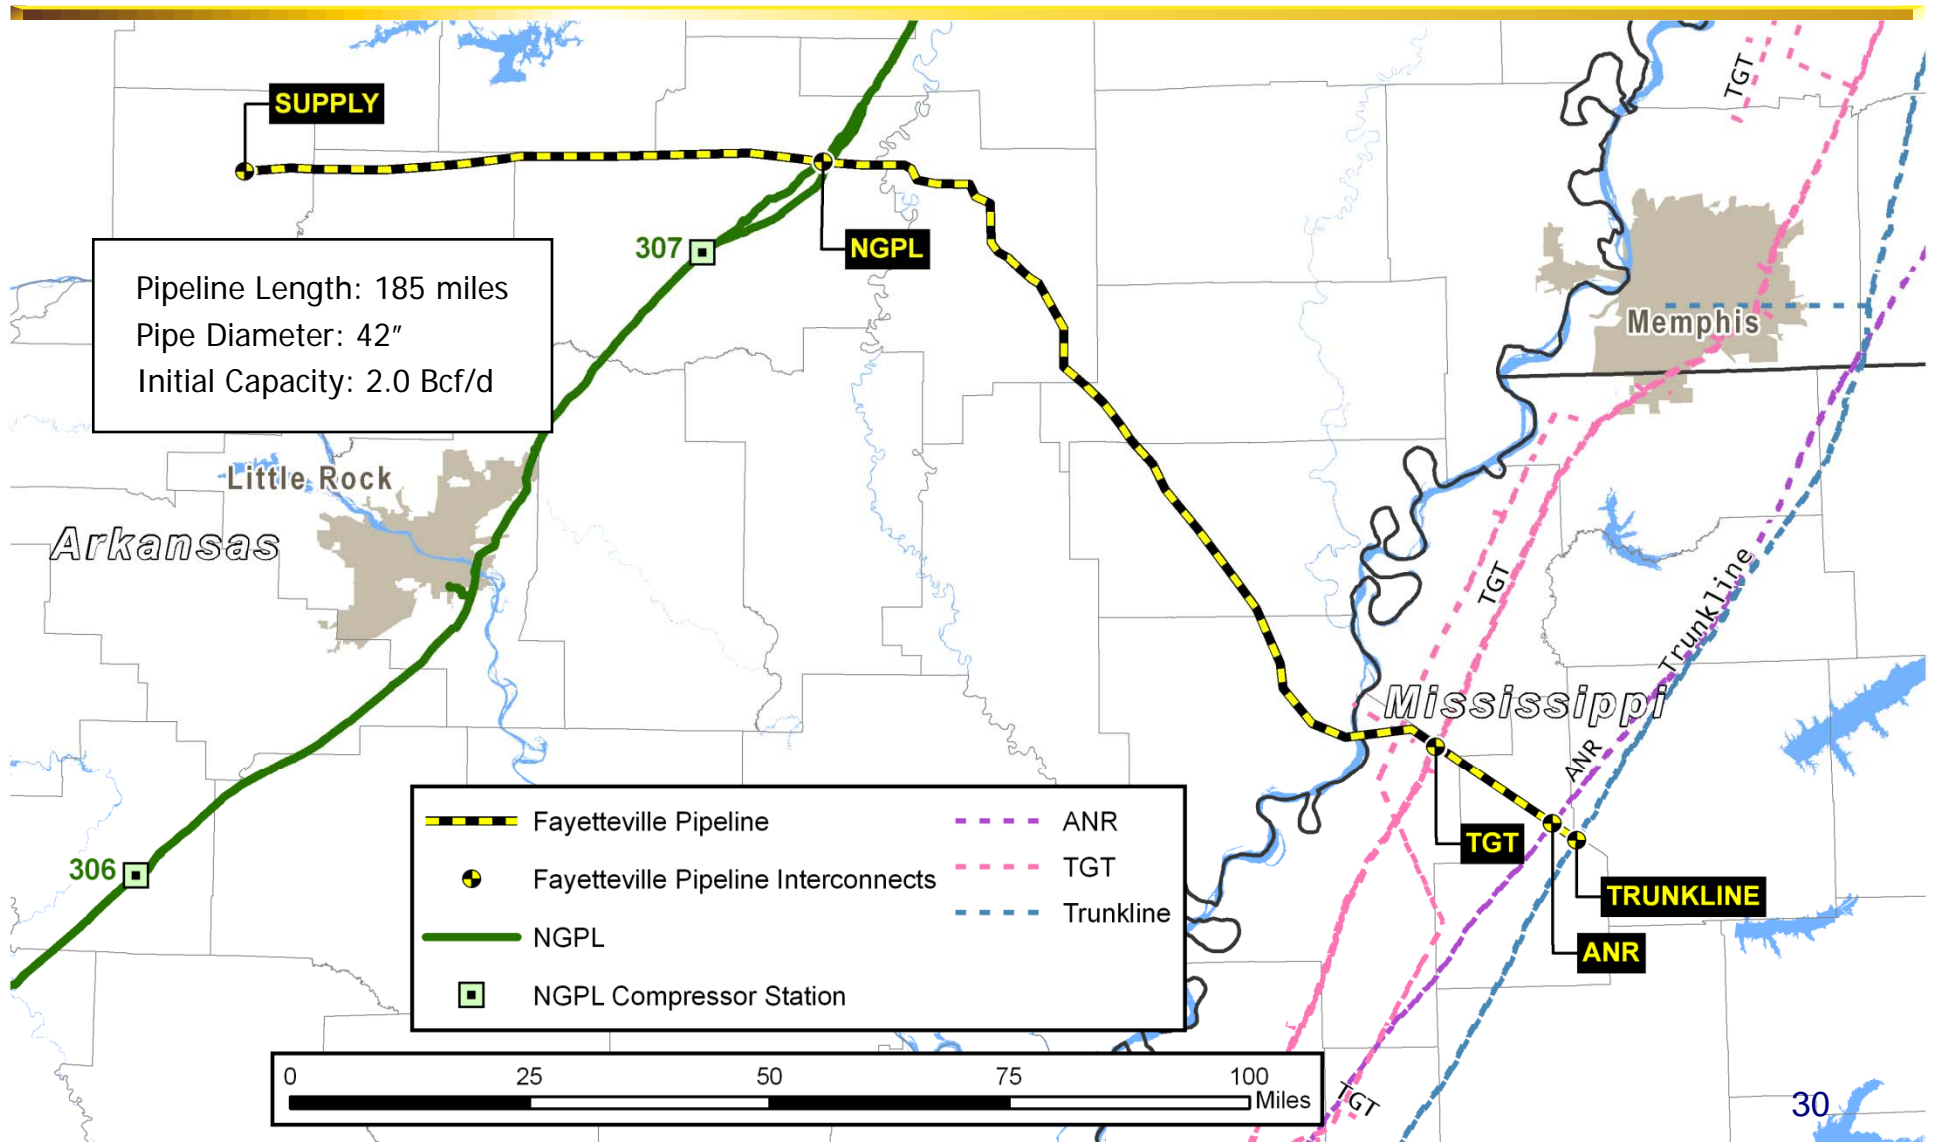 TGT
SUPPLY
307
NGPL
Pipeline Length: 185 miles
Pipe Diameter: 42"
Initial Capacity: 2.0 Bcf/d
Memphis
Little Rock
Arkansas
TGT
Trunkline
Mississippi
ANR
306
TGT
TRUNKLINE
ANR
Fayetteville Pipeline
Fayetteville Pipeline Interconnects
NGPL
NGPL Compressor Station
ANR
TGT
Trunkline
0 25 50 75 100
Miles
TGT
30